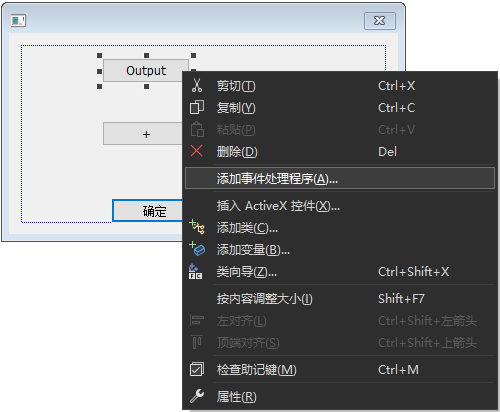 Output
+
确定
剪切(T) Ctrl+X
复制(Y) Ctrl+C
粘贴(P) Ctrl+V
删除(D) Del
添加事件处理程序(A)...
插入 ActiveX 控件(X)...
添加类(C)...
添加变量(B)...
类向导(Z)... Ctrl+Shift+X
按内容调整大小(I) Shift+F7
左对齐(L) Ctrl+Shift+左箭头
顶端对齐(S) Ctrl+Shift+上箭头
检查助记键(M) Ctrl+M
属性(R)